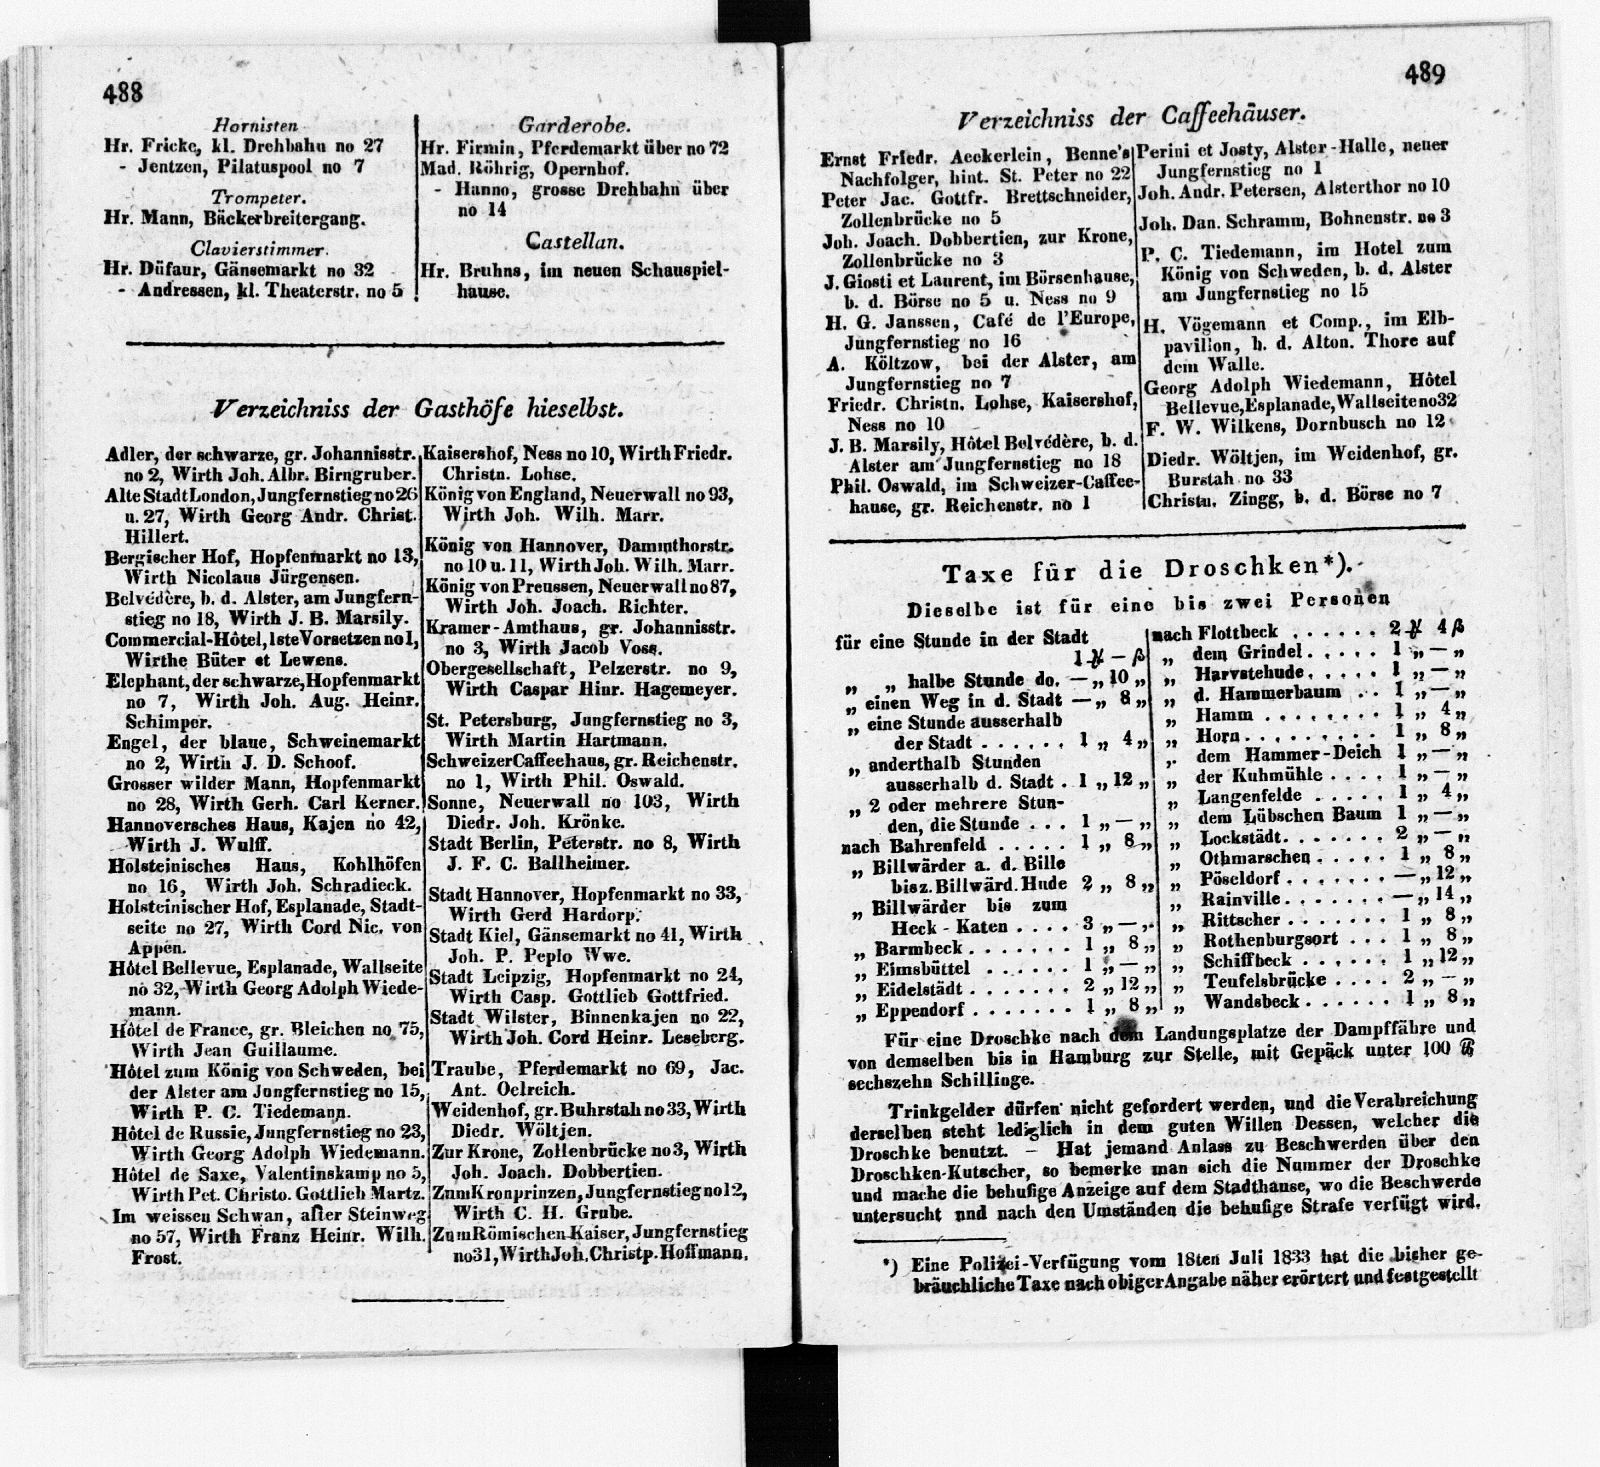 488
Hornisten
Hr. Fricke, kl. Drehbahn no 27
- Jentzen, Pilatuspool no 7
Trompeter.
Hr. Mann, Bäckerbreitergang.
Clavierstimmer.
Hr. Düfaur, Gänsemarkt no 32
- Andressen, kl. Theaterstr. no 5
Garderobe.
Hr. Firmin, Pferdemarkt über no 72
Mad. Röhrig, Opernhof.
- Hanno, grosse Drehbahn über
no 14
Castellan.
Hr. Bruhns, im neuen Schauspiel-
hause.
Verzeichniss der Gasthöfe hieselbst.
Adler, der schwarze, gr. Johannisstr.
no 2, Wirth Joh. Albr. Birngruber.
Alte Stadt London, Jungfernstieg no 26
u. 27, Wirth Georg Andr. Christ.
Hillert.
Bergischer Hof, Hopfenmarkt no 13,
Wirth Nicolaus Jürgensen.
Belvédère, b. d. Alster, am Jungfern-
stieg no 18, Wirth J. B. Marsily.
Commercial-Hôtel, 1ste Vorsetzen no 1,
Wirthe Büter et Lewens.
Elephant, der schwarze, Hopfenmarkt
no 7, Wirth Joh. Aug. Heinr.
Schimper.
Engel, der blaue, Schweinemarkt
no 2, Wirth J. D. Schoof.
Grosser wilder Mann, Hopfenmarkt
no 28, Wirth Gerh. Carl Kerner.
Hannoversches Haus, Kajen no 42,
Wirth J. Wulff.
Holsteinisches Haus, Kohlhöfen
no 16, Wirth Joh. Schradieck.
Holsteinischer Hof, Esplanade, Stadt-
seite no 27, Wirth Cord Nic. von
Appen.
Hôtel Bellevue, Esplanade, Wallseite
no 32, Wirth Georg Adolph Wiede-
mann.
Hôtel de France, gr. Bleichen no 75,
Wirth Jean Guillaume.
Hôtel zum König von Schweden, bei
der Alster am Jungfernstieg no 15,
Wirth P. C. Tiedemann.
Hôtel de Russie, Jungfernstieg no 23,
Wirth Georg Adolph Wiedemann.
Hôtel de Saxe, Valentinskamp no 5,
Wirth Pet. Christo. Gottlieb Martz.
Im weissen Schwan, alter Steinweg
no 57, Wirth Franz Heinr. Wilh.
Frost.
Kaisershof, Ness no 10, Wirth Friedr.
Christn. Lohse.
König von England, Neuerwall no 93,
Wirth Joh. Wilh. Marr.
König von Hannover, Dammthorstr.
no 10 u. 11, Wirth Joh. Wilh. Marr.
König von Preussen, Neuerwall no 87,
Wirth Joh. Joach. Richter.
Kramer-Amthaus, gr. Johannisstr.
no 3, Wirth Jacob Voss.
Obergesellschaft, Pelzerstr. no 9,
Wirth Caspar Hinr. Hagemeyer.
St. Petersburg, Jungfernstieg no 3,
Wirth Martin Hartmann.
Schweizer Caffeehaus, gr. Reichenstr.
no 1, Wirth Phil. Oswald.
Sonne, Neuerwall no 103, Wirth
Diedr. Joh. Krönke.
Stadt Berlin, Peterstr. no 8, Wirth
J. F. C. Ballheimer.
Stadt Hannover, Hopfenmarkt no 33,
Wirth Gerd Hardorp.
Stadt Kiel, Gänsemarkt no 41, Wirth
Joh. P. Peplo Wwe.
Stadt Leipzig, Hopfenmarkt no 24,
Wirth Casp. Gottlieb Gottfried.
Stadt Wilster, Binnenkajen no 22,
Wirth Joh. Cord Heinr. Leseberg.
Traube, Pferdemarkt no 69, Jac.
Ant. Oelreich.
Weidenhof, gr. Buhrstah no 33, Wirth
Diedr. Wöltjen.
Zur Krone, Zollenbrücke no 3, Wirth
Joh. Joach. Dobbertien.
Zum Kronprinzen, Jungfernstieg no 12,
Wirth C. H. Grube.
Zum Römischen Kaiser, Jungfernstieg
no 31, Wirth Joh. Christp. Hoffmann.
489
Verzeichniss der Caffeehäuser.
Ernst Friedr. Aeckerlein, Benne's
Nachfolger, hint. St. Peter no 22
Peter Jac. Gottfr. Brettschneider,
Zollenbrücke no 5
Joh. Joach. Dobbertien, zur Krone,
Zollenbrücke no 3
J. Giosti et Laurent, im Börsenhause,
b. d. Börse no 5 u. Ness no 9
H. G. Janssen, Café de l'Europe,
Jungfernstieg no 16
A. Költzow, bei der Alster, am
Jungfernstieg no 7
Friedr. Christn. Lohse, Kaisershof,
Ness no 10
J. B. Marsily, Hôtel Belvédère, b. d.
Alster am Jungfernstieg no 18
Phil. Oswald, im Schweizer-Caffee-
hause, gr. Reichenstr. no 1
Perini et Josty, Alster-Halle, neuer
Jungfernstieg no 1
Joh. Andr. Petersen, Alsterthor no 10
Joh. Dan. Schramm, Bohnenstr. no 3
P. C. Tiedemann, im Hotel zum
König von Schweden, b. d. Alster
am Jungfernstieg no 15
H. Vögemann et Comp., im Elb-
pavillon, b. d. Alton. Thore auf
dem Walle.
Georg Adolph Wiedemann, Hôtel
Bellevue, Esplanade, Wallseite no 32
F. W. Wilkens, Dornbusch no 12
Diedr. Wöltjen, im Weidenhof, gr.
Burstah no 33
Christn. Zingg, b. d. Börse no 7
Taxe für die Droschken*).
Dieselbe ist für eine bis zwei Personen
für eine Stunde in der Stadt
1 ℳ — ß
„ „ halbe Stunde do. — „ 10 „
„ einen Weg in d. Stadt — „ 8 „
„ eine Stunde ausserhalb
der Stadt . . . . . . 1 „ 4 „
„ anderthalb Stunden
ausserhalb d. Stadt . 1 „ 12 „
„ 2 oder mehrere Stun-
den, die Stunde . . . 1 „ — „
nach Bahrenfeld . . . . . 1 „ 8 „
„ Billwärder a. d. Bille
bis z. Billwärd. Hude 2 „ 8 „
„ Billwärder bis zum
Heck-Katen . . . . 3 „ — „
„ Barmbeck . . . . . . . 1 „ 8 „
„ Eimsbüttel . . . . . . 1 „ — „
„ Eidelstädt . . . . . . . 2 „ 12 „
„ Eppendorf . . . . . . . 1 „ 8 „
nach Flottbeck . . . . . . 2 ℳ 4 ß
„ dem Grindel . . . . . 1 „ — „
„ Harvstehude . . . . . 1 „ — „
„ d. Hammerbaum . . 1 „ — „
„ Hamm . . . . . . . . 1 „ 4 „
„ Horn . . . . . . . . . 1 „ 8 „
„ dem Hammer-Deich 1 „ — „
„ der Kuhmühle . . . . 1 „ — „
„ Langenfelde . . . . . 1 „ 4 „
„ dem Lübschen Baum 1 „ — „
„ Lockstädt . . . . . . . 2 „ — „
„ Othmarschen . . . . . 1 „ 8 „
„ Pöseldorf . . . . . . . — „ 12 „
„ Rainville . . . . . . . — „ 14 „
„ Rittscher . . . . . . . 1 „ 8 „
„ Rothenburgsort . . . 1 „ 8 „
„ Schiffbeck . . . . . . 1 „ 12 „
„ Teufelsbrücke . . . . 2 „ — „
„ Wandsbeck . . . . . . 1 „ 8 „
Für eine Droschke nach dem Landungsplatze der Dampffähre und
von demselben bis in Hamburg zur Stelle, mit Gepäck unter 100 ℔
sechszehn Schillinge.
Trinkgelder dürfen nicht gefordert werden, und die Verabreichung
derselben steht lediglich in dem guten Willen Dessen, welcher die
Droschke benutzt. — Hat jemand Anlass zu Beschwerden über den
Droschken-Kutscher, so bemerke man sich die Nummer der Droschke
und mache die behufige Anzeige auf dem Stadthause, wo die Beschwerde
untersucht und nach den Umständen die behufige Strafe verfügt wird.
*) Eine Polizei-Verfügung vom 18ten Juli 1833 hat die bisher ge-
bräuchliche Taxe nach obiger Angabe näher erörtert und festgestellt